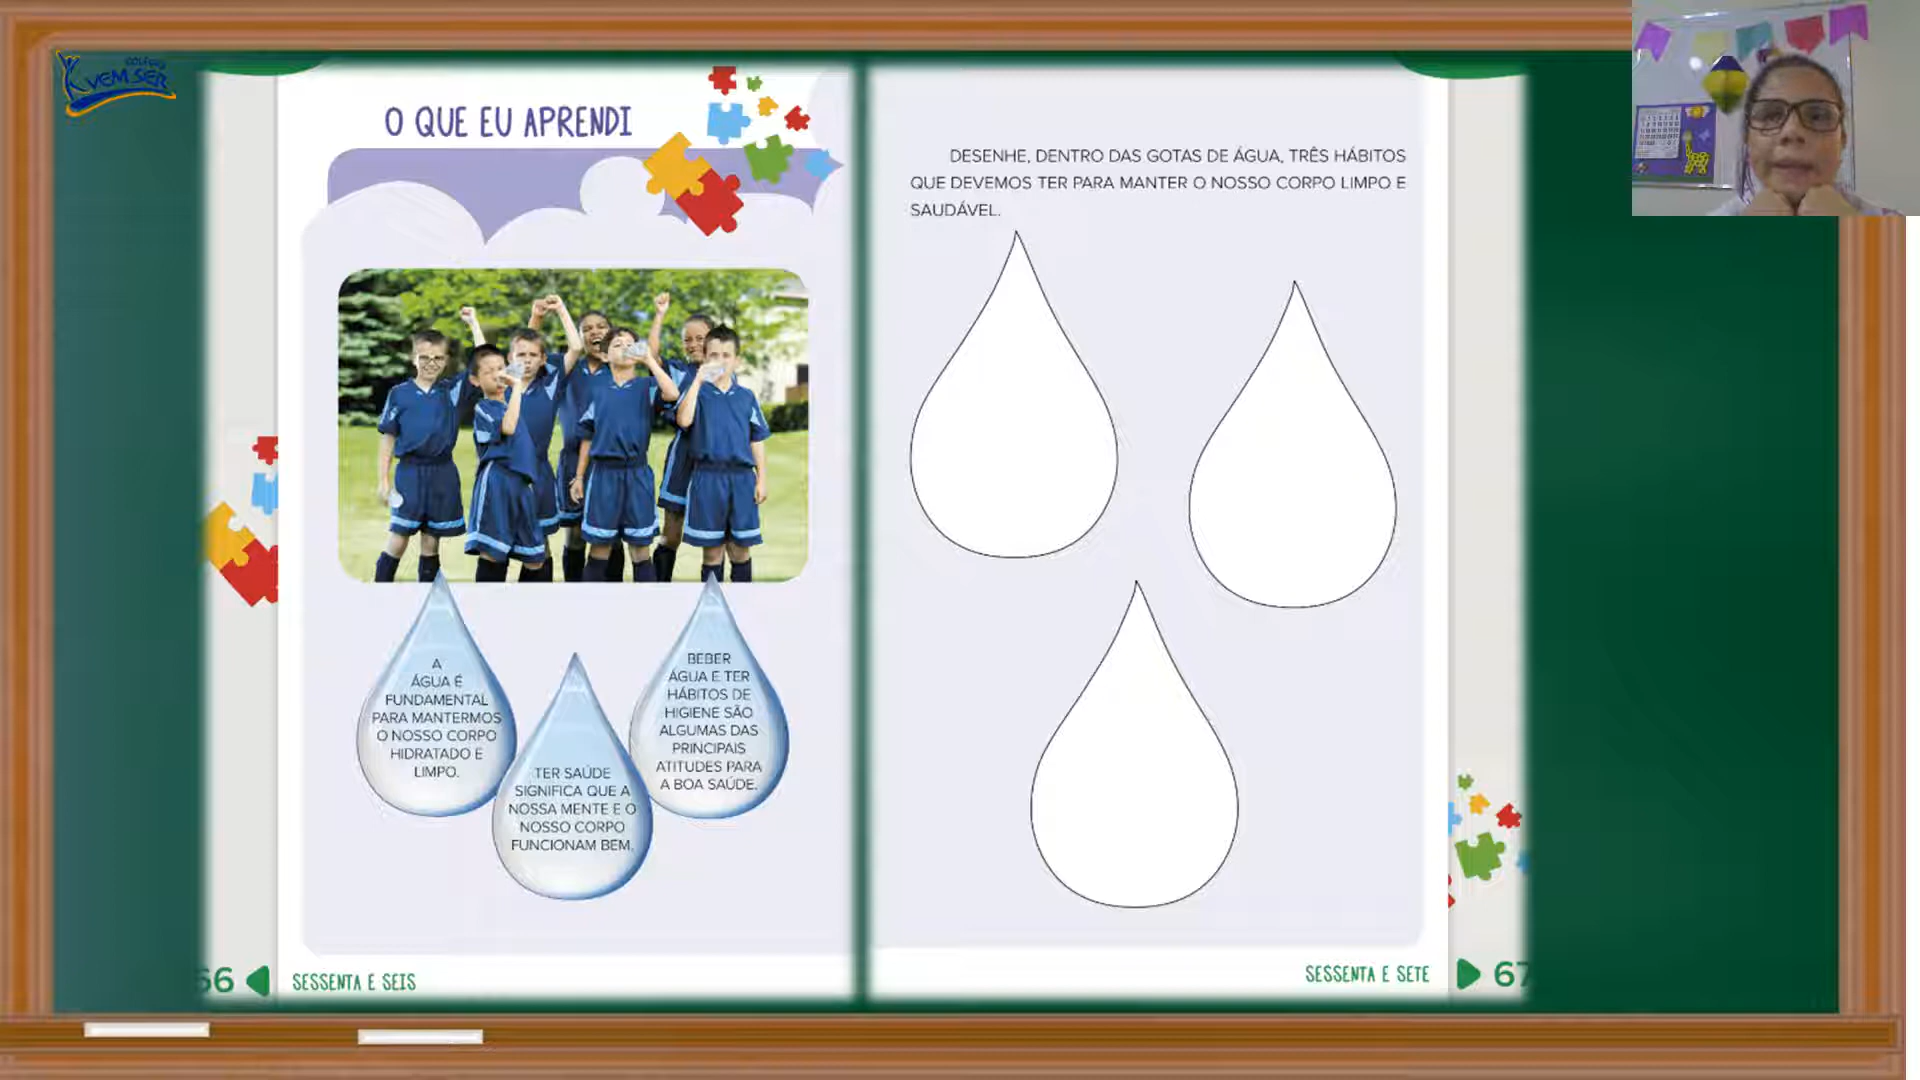 COLÉGIO
VEM SER
O QUE EU APRENDI
A
ÁGUA É
FUNDAMENTAL
PARA MANTERMOS
O NOSSO CORPO
HIDRATADO E
LIMPO.
TER SAÚDE
SIGNIFICA QUE A
NOSSA MENTE E O
NOSSO CORPO
FUNCIONAM BEM.
BEBER
ÁGUA E TER
HÁBITOS DE
HIGIENE SÃO
ALGUMAS DAS
PRINCIPAIS
ATITUDES PARA
A BOA SAÚDE.
66
SESSENTA E SEIS
DESENHE, DENTRO DAS GOTAS DE ÁGUA, TRÊS HÁBITOS
QUE DEVEMOS TER PARA MANTER O NOSSO CORPO LIMPO E
SAUDÁVEL.
SESSENTA E SETE
67